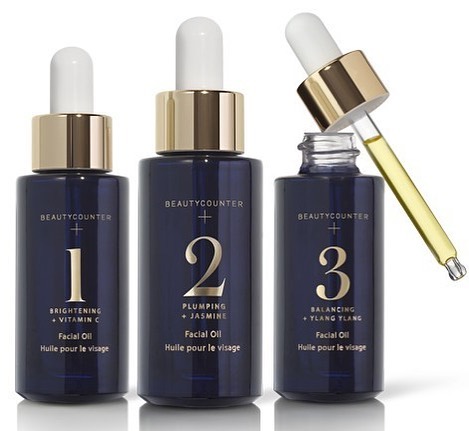 BEAUTYCOUNTER
+
1
BRIGHTENING
+ VITAMIN C
Facial Oil
Huile pour le visage
BEAUTYCOUNTER
+
2
PLUMPING
+ JASMINE
Facial Oil
Huile pour le visage
BEAUTYCOUNTER
+
3
BALANCING
+ YLANG YLANG
Facial Oil
Huile pour le visage